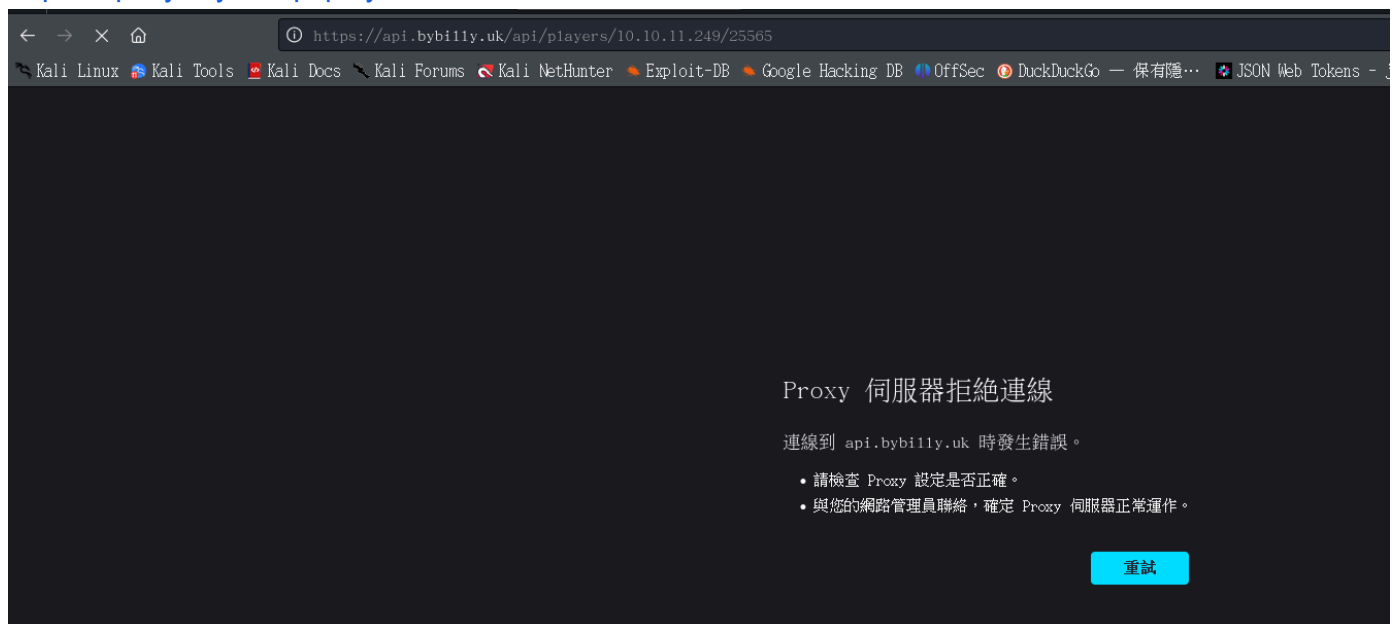 https://api.bybi11y.uk/api/players/10.10.11.249/25565
Kali Linux Kali Tools Kali Docs Kali Forums Kali NetHunter Exploit-DB Google Hacking DB OffSec DuckDuckGo — 保有隱… JSON Web Tokens -
Proxy 伺服器拒絕連線
連線到 api.bybi11y.uk 時發生錯誤。
• 請檢查 Proxy 設定是否正確。
• 與您的網路管理員聯絡，確定 Proxy 伺服器正常運作。
重試